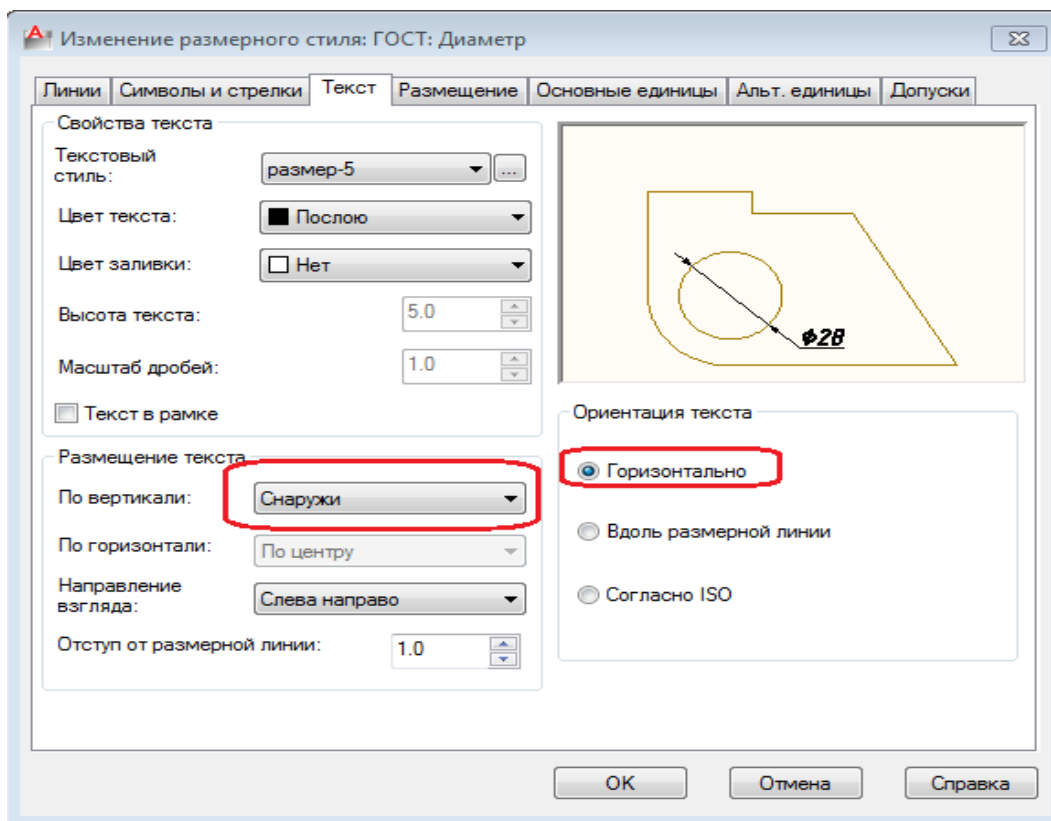 Изменение размерного стиля: ГОСТ: Диаметр
Линии Символы и стрелки Текст Размещение Основные единицы Альт. единицы Допуски
Свойства текста
Текстовый стиль: размер-5 ...
Цвет текста: Послою
Цвет заливки: Нет
Высота текста: 5.0
Масштаб дробей: 1.0
Текст в рамке
Размещение текста
По вертикали: Снаружи
По горизонтали: По центру
Направление взгляда: Слева направо
Отступ от размерной линии: 1.0
ϕ28
Ориентация текста
Горизонтально
Вдоль размерной линии
Согласно ISO
OK Отмена Справка